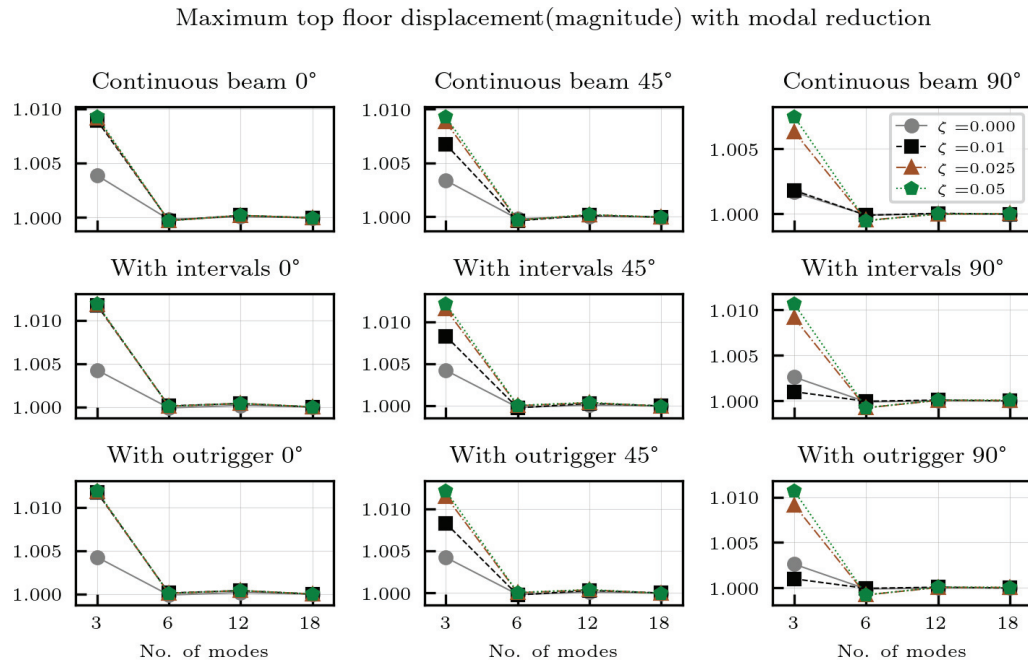 Maximum top floor displacement(magnitude) with modal reduction
Continuous beam 0°
1.010
1.005
1.000
Continuous beam 45°
1.010
1.005
1.000
Continuous beam 90°
1.005
1.000
ζ =0.000
ζ =0.01
ζ =0.025
ζ =0.05
With intervals 0°
1.010
1.005
1.000
With intervals 45°
1.010
1.005
1.000
With intervals 90°
1.010
1.005
1.000
With outrigger 0°
1.010
1.005
1.000
3 6 12 18
No. of modes
With outrigger 45°
1.010
1.005
1.000
3 6 12 18
No. of modes
With outrigger 90°
1.010
1.005
1.000
3 6 12 18
No. of modes